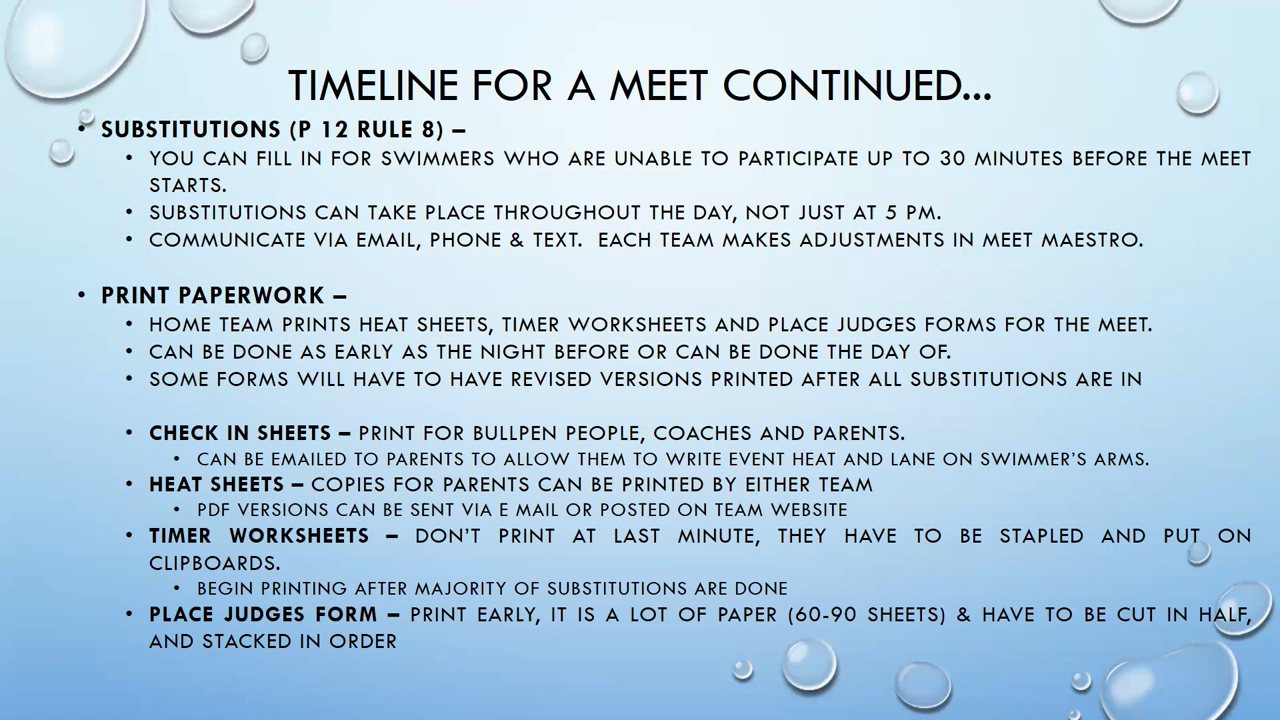 TIMELINE FOR A MEET CONTINUED...
• SUBSTITUTIONS (P 12 RULE 8) –
• YOU CAN FILL IN FOR SWIMMERS WHO ARE UNABLE TO PARTICIPATE UP TO 30 MINUTES BEFORE THE MEET
STARTS.
• SUBSTITUTIONS CAN TAKE PLACE THROUGHOUT THE DAY, NOT JUST AT 5 PM.
• COMMUNICATE VIA EMAIL, PHONE & TEXT.  EACH TEAM MAKES ADJUSTMENTS IN MEET MAESTRO.
• PRINT PAPERWORK –
• HOME TEAM PRINTS HEAT SHEETS, TIMER WORKSHEETS AND PLACE JUDGES FORMS FOR THE MEET.
• CAN BE DONE AS EARLY AS THE NIGHT BEFORE OR CAN BE DONE THE DAY OF.
• SOME FORMS WILL HAVE TO HAVE REVISED VERSIONS PRINTED AFTER ALL SUBSTITUTIONS ARE IN
• CHECK IN SHEETS – PRINT FOR BULLPEN PEOPLE, COACHES AND PARENTS.
• CAN BE EMAILED TO PARENTS TO ALLOW THEM TO WRITE EVENT HEAT AND LANE ON SWIMMER'S ARMS.
• HEAT SHEETS – COPIES FOR PARENTS CAN BE PRINTED BY EITHER TEAM
• PDF VERSIONS CAN BE SENT VIA E MAIL OR POSTED ON TEAM WEBSITE
• TIMER WORKSHEETS – DON'T PRINT AT LAST MINUTE, THEY HAVE TO BE STAPLED AND PUT ON
CLIPBOARDS.
• BEGIN PRINTING AFTER MAJORITY OF SUBSTITUTIONS ARE DONE
• PLACE JUDGES FORM – PRINT EARLY, IT IS A LOT OF PAPER (60-90 SHEETS) & HAVE TO BE CUT IN HALF,
AND STACKED IN ORDER